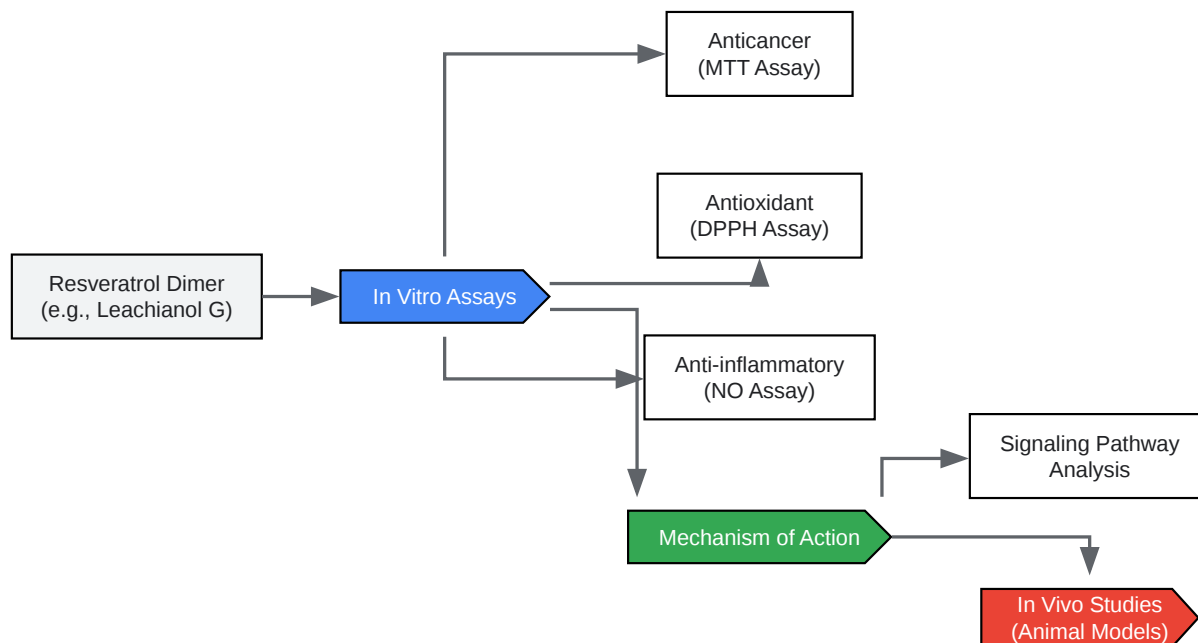 Anticancer
(MTT Assay)
Antioxidant
(DPPH Assay)
Resveratrol Dimer
(e.g., Leachianol G)
In Vitro Assays
Anti-inflammatory
(NO Assay)
Signaling Pathway
Analysis
Mechanism of Action
In Vivo Studies
(Animal Models)